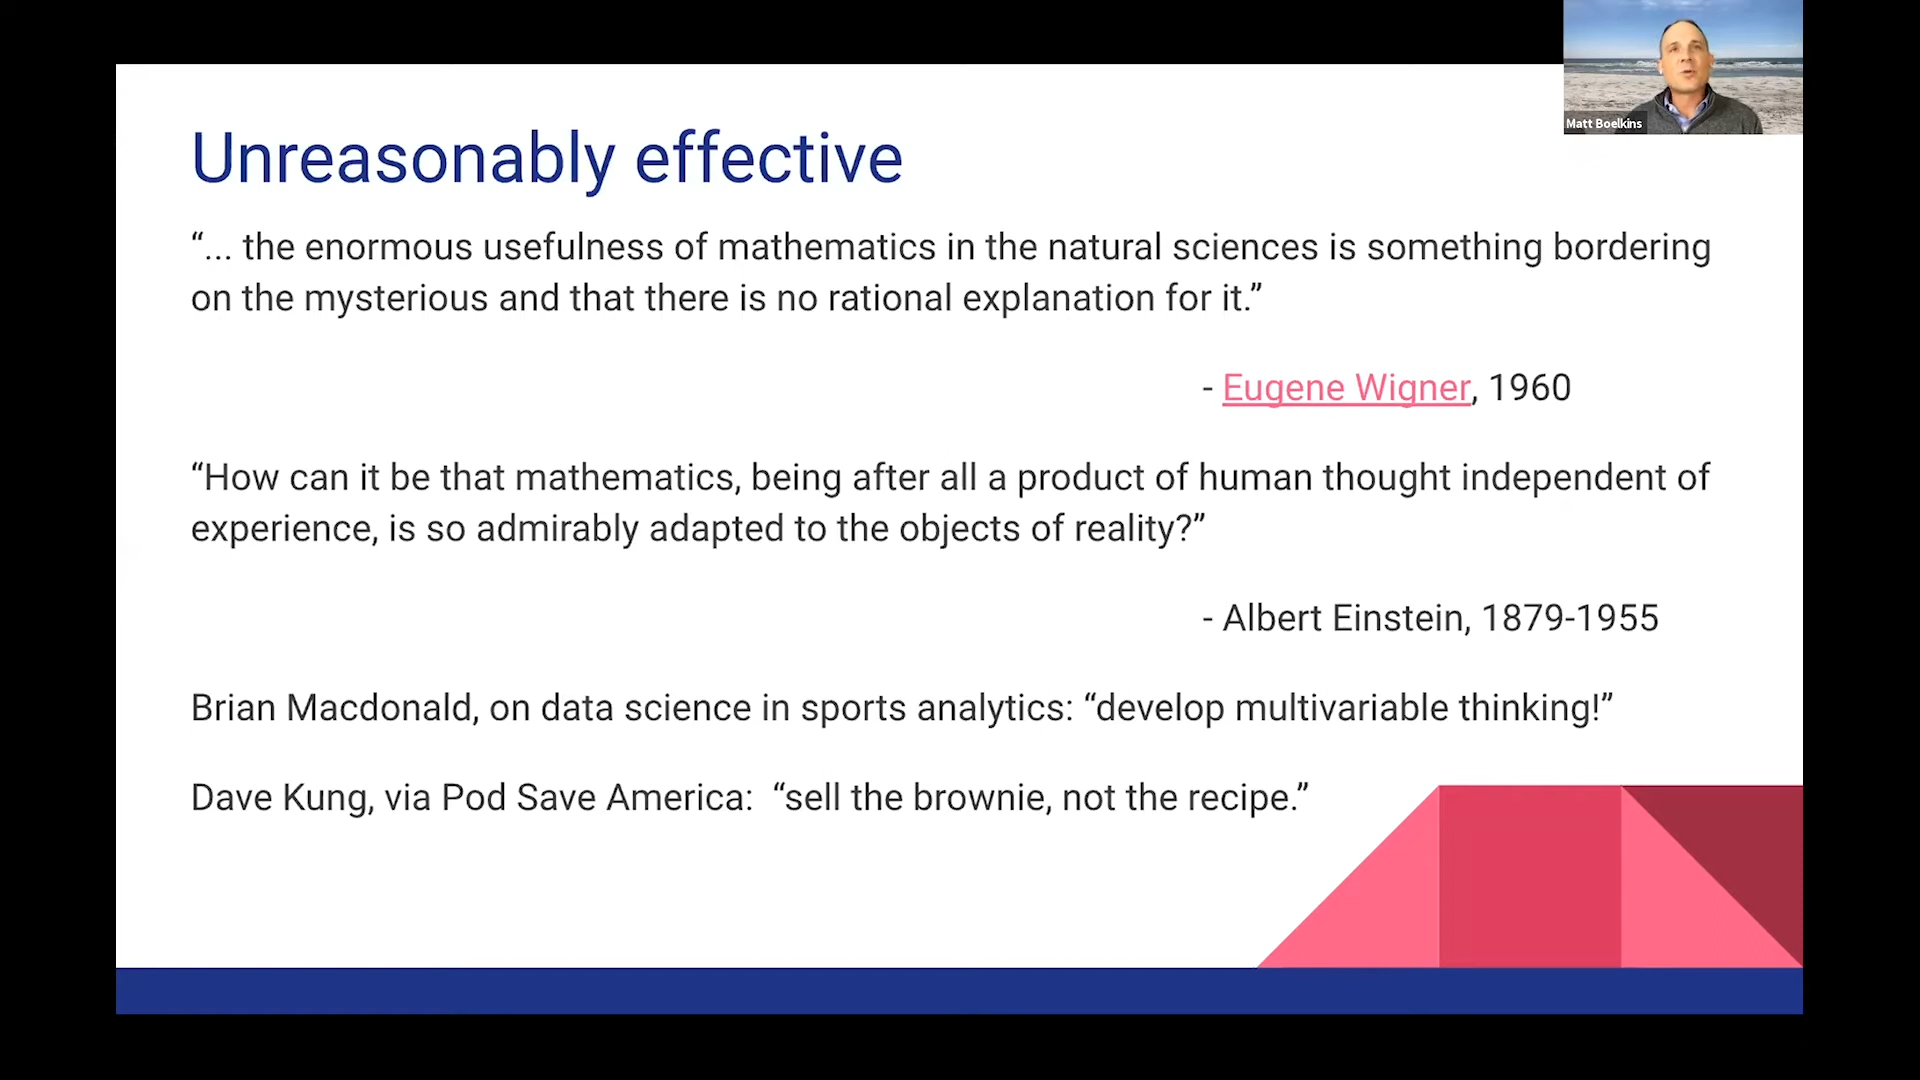 Matt Boelkins
Unreasonably effective
“... the enormous usefulness of mathematics in the natural sciences is something bordering
on the mysterious and that there is no rational explanation for it.”
- Eugene Wigner, 1960
“How can it be that mathematics, being after all a product of human thought independent of
experience, is so admirably adapted to the objects of reality?”
- Albert Einstein, 1879-1955
Brian Macdonald, on data science in sports analytics: “develop multivariable thinking!”
Dave Kung, via Pod Save America:  “sell the brownie, not the recipe.”